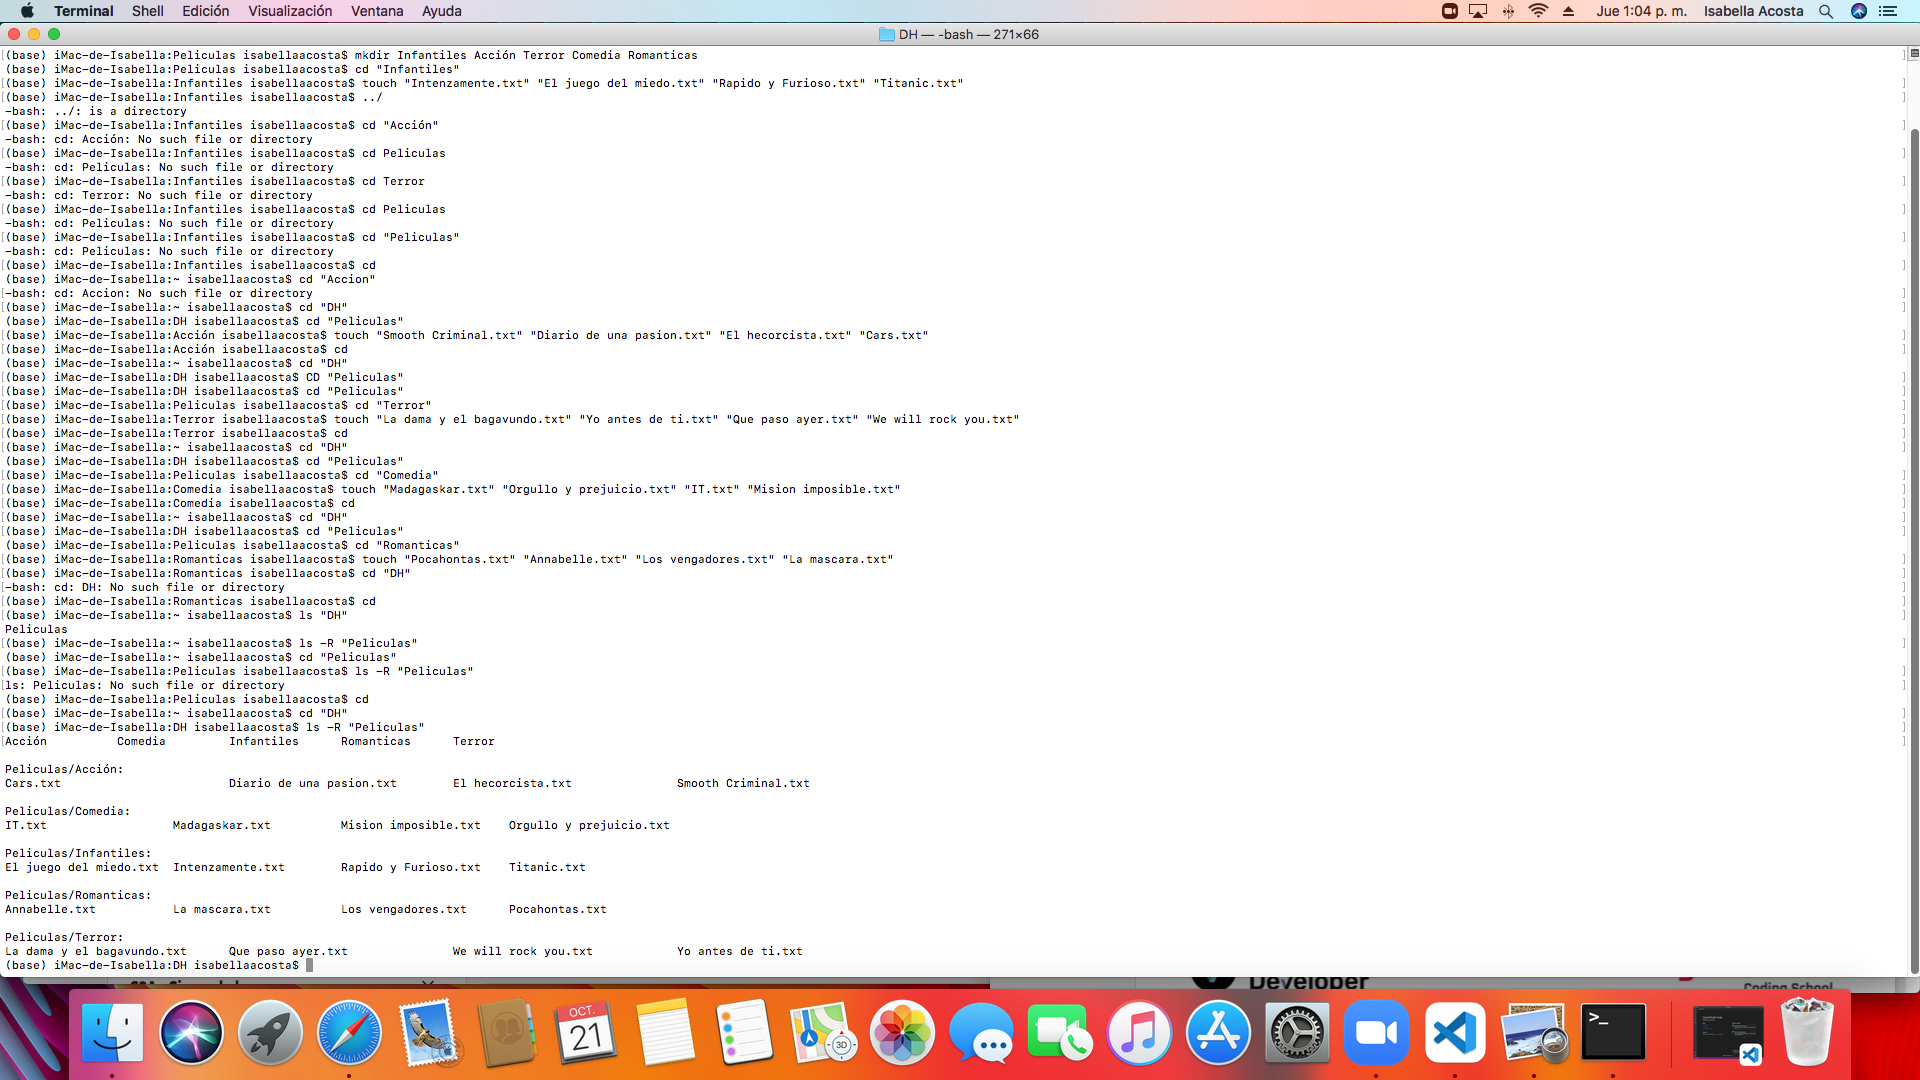 Terminal Shell Edición Visualización Ventana Ayuda Jue 1:04 p. m. Isabella Acosta
DH — -bash — 271×66
(base) iMac-de-Isabella:Peliculas isabellaacosta$ mkdir Infantiles Acción Terror Comedia Romanticas
(base) iMac-de-Isabella:Peliculas isabellaacosta$ cd "Infantiles"
(base) iMac-de-Isabella:Infantiles isabellaacosta$ touch "Intenzamente.txt" "El juego del miedo.txt" "Rapido y Furioso.txt" "Titanic.txt"
(base) iMac-de-Isabella:Infantiles isabellaacosta$ ../
-bash: ../: is a directory
(base) iMac-de-Isabella:Infantiles isabellaacosta$ cd "Acción"
-bash: cd: Acción: No such file or directory
(base) iMac-de-Isabella:Infantiles isabellaacosta$ cd Peliculas
-bash: cd: Peliculas: No such file or directory
(base) iMac-de-Isabella:Infantiles isabellaacosta$ cd Terror
-bash: cd: Terror: No such file or directory
(base) iMac-de-Isabella:Infantiles isabellaacosta$ cd Peliculas
-bash: cd: Peliculas: No such file or directory
(base) iMac-de-Isabella:Infantiles isabellaacosta$ cd "Peliculas"
-bash: cd: Peliculas: No such file or directory
(base) iMac-de-Isabella:Infantiles isabellaacosta$ cd
(base) iMac-de-Isabella:~ isabellaacosta$ cd "Accion"
-bash: cd: Accion: No such file or directory
(base) iMac-de-Isabella:~ isabellaacosta$ cd "DH"
(base) iMac-de-Isabella:DH isabellaacosta$ cd "Peliculas"
(base) iMac-de-Isabella:Acción isabellaacosta$ touch "Smooth Criminal.txt" "Diario de una pasion.txt" "El hecorcista.txt" "Cars.txt"
(base) iMac-de-Isabella:Acción isabellaacosta$ cd
(base) iMac-de-Isabella:~ isabellaacosta$ cd "DH"
(base) iMac-de-Isabella:DH isabellaacosta$ CD "Peliculas"
(base) iMac-de-Isabella:DH isabellaacosta$ cd "Peliculas"
(base) iMac-de-Isabella:Peliculas isabellaacosta$ cd "Terror"
(base) iMac-de-Isabella:Terror isabellaacosta$ touch "La dama y el bagavundo.txt" "Yo antes de ti.txt" "Que paso ayer.txt" "We will rock you.txt"
(base) iMac-de-Isabella:Terror isabellaacosta$ cd
(base) iMac-de-Isabella:~ isabellaacosta$ cd "DH"
(base) iMac-de-Isabella:DH isabellaacosta$ cd "Peliculas"
(base) iMac-de-Isabella:Peliculas isabellaacosta$ cd "Comedia"
(base) iMac-de-Isabella:Comedia isabellaacosta$ touch "Madagaskar.txt" "Orgullo y prejuicio.txt" "IT.txt" "Mision imposible.txt"
(base) iMac-de-Isabella:Comedia isabellaacosta$ cd
(base) iMac-de-Isabella:~ isabellaacosta$ cd "DH"
(base) iMac-de-Isabella:DH isabellaacosta$ cd "Peliculas"
(base) iMac-de-Isabella:Peliculas isabellaacosta$ cd "Romanticas"
(base) iMac-de-Isabella:Romanticas isabellaacosta$ touch "Pocahontas.txt" "Annabelle.txt" "Los vengadores.txt" "La mascara.txt"
(base) iMac-de-Isabella:Romanticas isabellaacosta$ cd "DH"
-bash: cd: DH: No such file or directory
(base) iMac-de-Isabella:Romanticas isabellaacosta$ cd
(base) iMac-de-Isabella:~ isabellaacosta$ ls "DH"
Peliculas
(base) iMac-de-Isabella:~ isabellaacosta$ ls -R "Peliculas"
(base) iMac-de-Isabella:~ isabellaacosta$ cd "Peliculas"
(base) iMac-de-Isabella:Peliculas isabellaacosta$ ls -R "Peliculas"
ls: Peliculas: No such file or directory
(base) iMac-de-Isabella:Peliculas isabellaacosta$ cd
(base) iMac-de-Isabella:~ isabellaacosta$ cd "DH"
(base) iMac-de-Isabella:DH isabellaacosta$ ls -R "Peliculas"
Acción Comedia Infantiles Romanticas Terror
Peliculas/Acción:
Cars.txt Diario de una pasion.txt El hecorcista.txt Smooth Criminal.txt
Peliculas/Comedia:
IT.txt Madagaskar.txt Mision imposible.txt Orgullo y prejuicio.txt
Peliculas/Infantiles:
El juego del miedo.txt Intenzamente.txt Rapido y Furioso.txt Titanic.txt
Peliculas/Romanticas:
Annabelle.txt La mascara.txt Los vengadores.txt Pocahontas.txt
Peliculas/Terror:
La dama y el bagavundo.txt Que paso ayer.txt We will rock you.txt Yo antes de ti.txt
(base) iMac-de-Isabella:DH isabellaacosta$
Developer
Coding School
OCT.
21
3D
>_